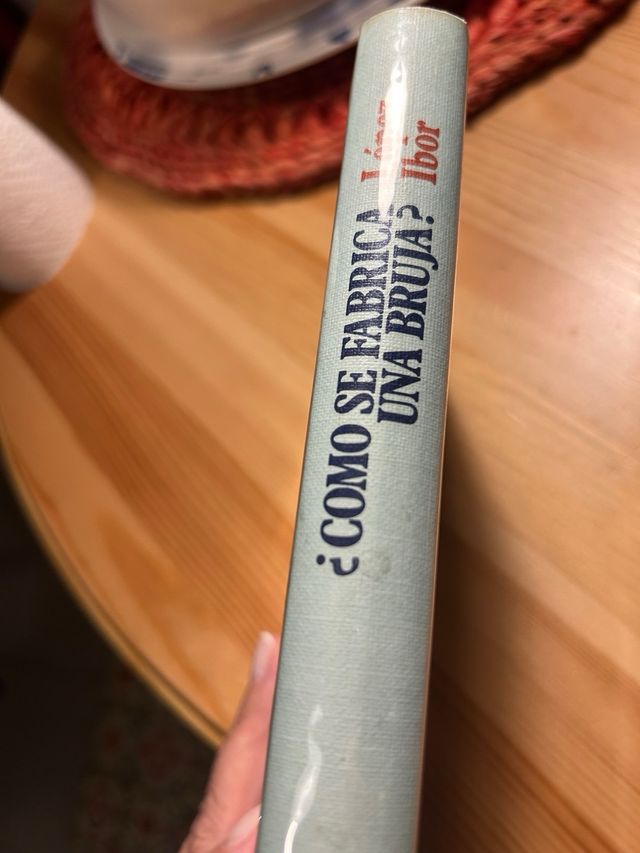 ¿COMO SE FABRICA
UNA BRUJA?
López
Ibor